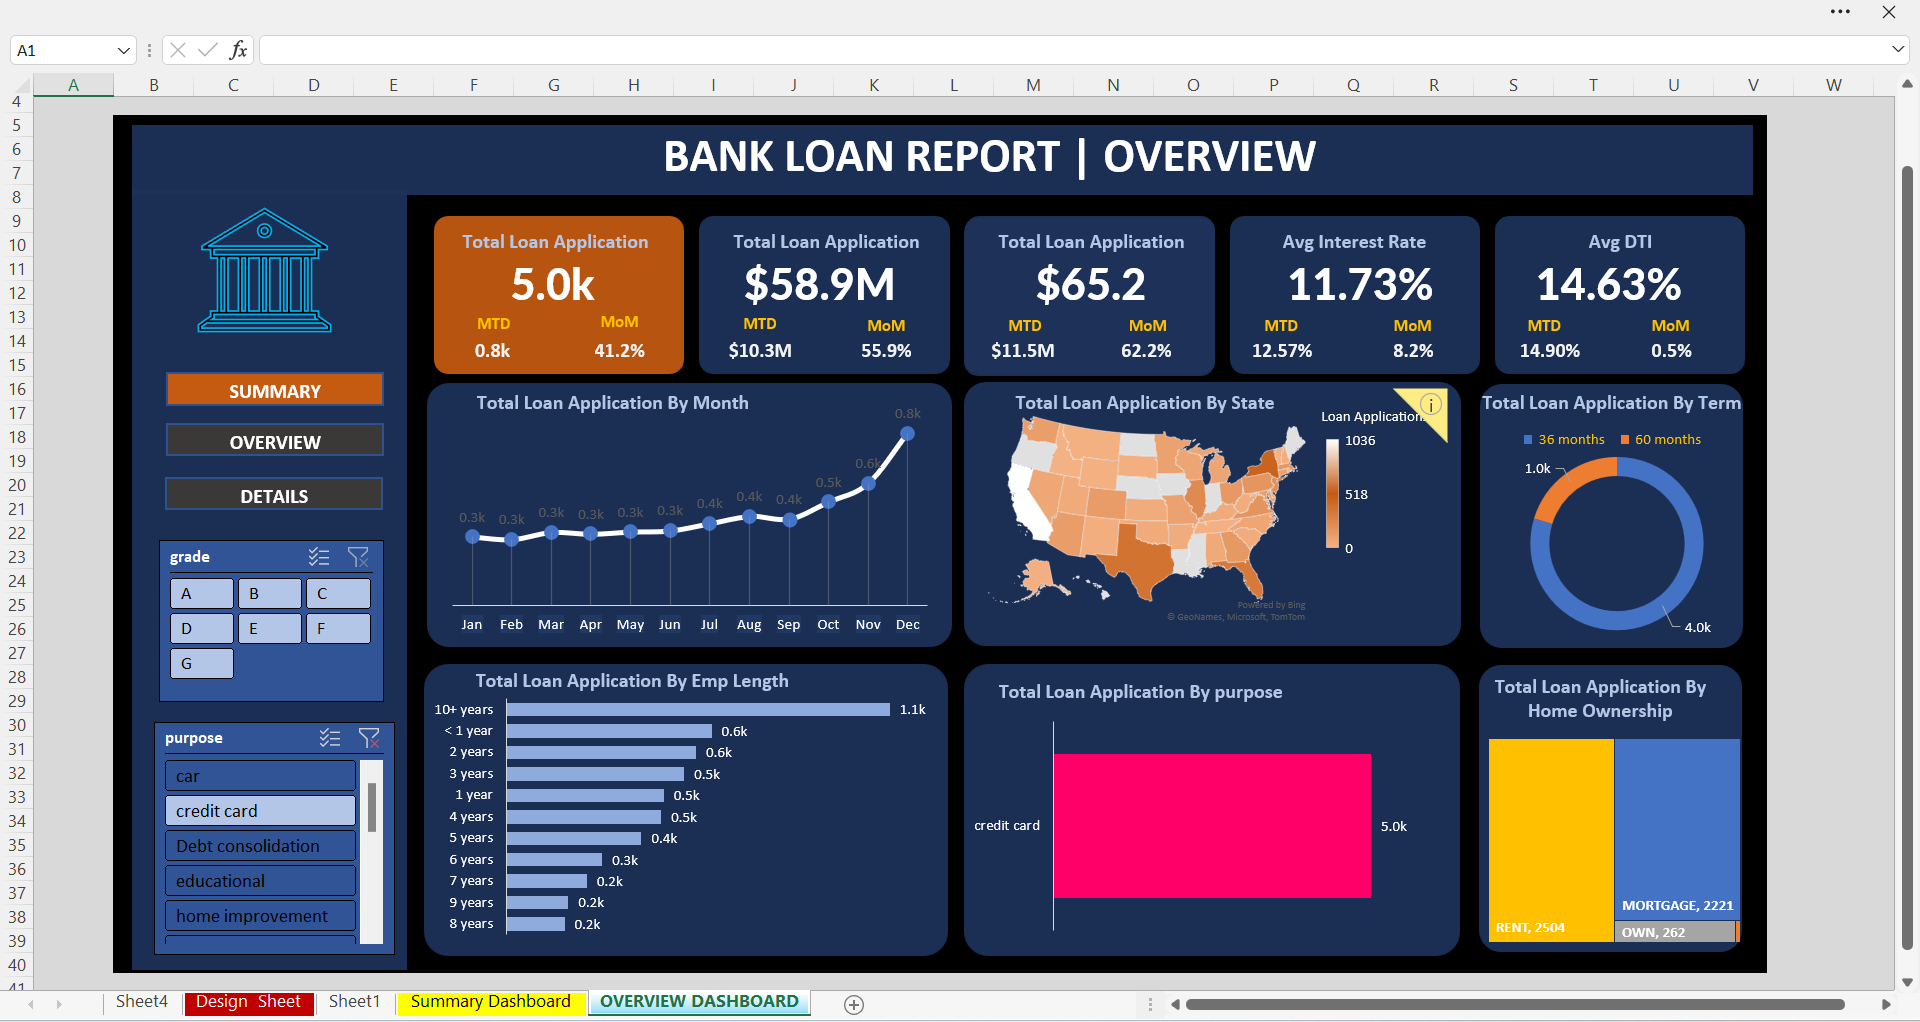 A1
fx
A B C D E F G H I J K L M N O P Q R S T U V W
4
5
6
7
8
9
10
11
12
13
14
15
16
17
18
19
20
21
22
23
24
25
26
27
28
29
30
31
32
33
34
35
36
37
38
39
40
41
BANK LOAN REPORT | OVERVIEW
SUMMARY
OVERVIEW
DETAILS
grade
A B C
D E F
G
purpose
car
credit card
Debt consolidation
educational
home improvement
Total Loan Application
5.0k
MTD MoM
0.8k 41.2%
Total Loan Application
$58.9M
MTD MoM
$10.3M 55.9%
Total Loan Application
$65.2
MTD MoM
$11.5M 62.2%
Avg Interest Rate
11.73%
MTD MoM
12.57% 8.2%
Avg DTI
14.63%
MTD MoM
14.90% 0.5%
Total Loan Application By Month
0.3k 0.3k 0.3k 0.3k 0.3k 0.3k 0.4k 0.4k 0.4k 0.5k 0.6k 0.8k
Jan Feb Mar Apr May Jun Jul Aug Sep Oct Nov Dec
Total Loan Application By State
Loan Application
1036
518
0
Powered by Bing
© GeoNames, Microsoft, TomTom
Total Loan Application By Term
36 months 60 months
1.0k
4.0k
Total Loan Application By Emp Length
10+ years 1.1k
< 1 year 0.6k
2 years 0.6k
3 years 0.5k
1 year 0.5k
4 years 0.5k
5 years 0.4k
6 years 0.3k
7 years 0.2k
9 years 0.2k
8 years 0.2k
Total Loan Application By purpose
credit card 5.0k
Total Loan Application By
Home Ownership
RENT, 2504
MORTGAGE, 2221
OWN, 262
Sheet4 Design Sheet Sheet1 Summary Dashboard OVERVIEW DASHBOARD